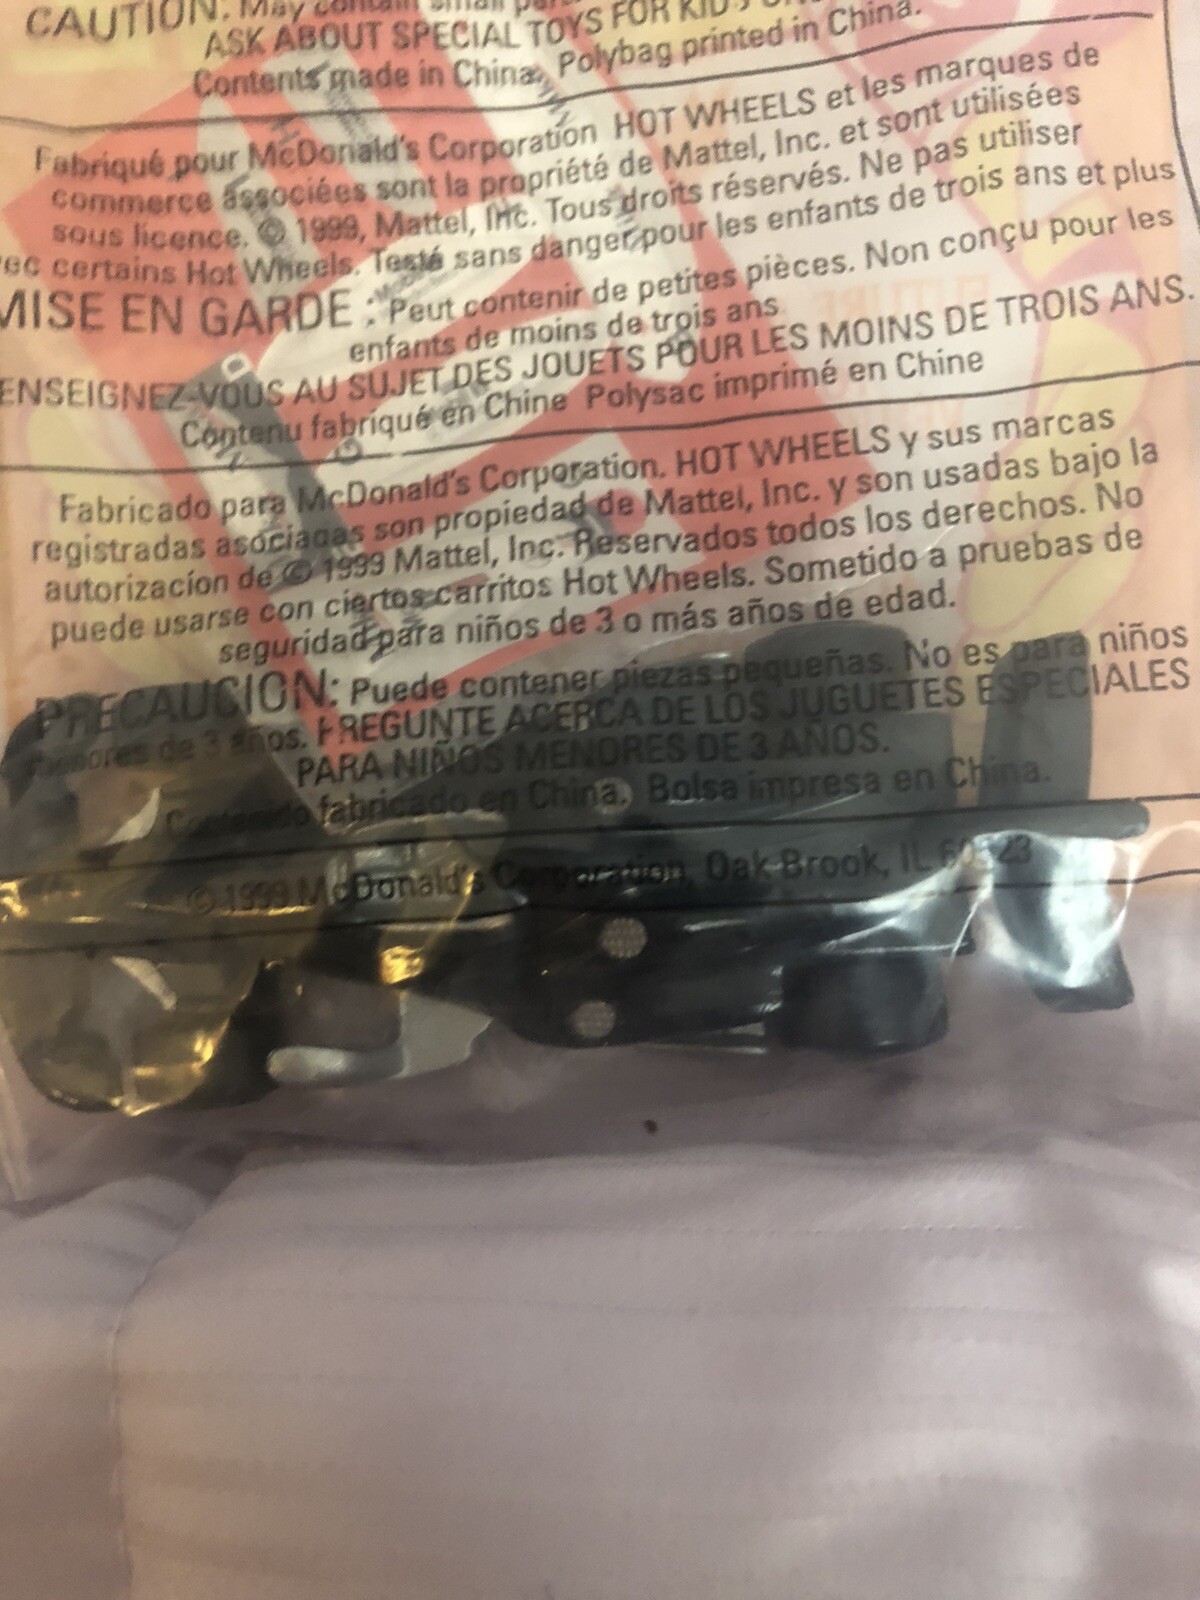 CAUTION: May contain small
ASK ABOUT SPECIAL TOYS FOR
Contents made in China. Polybag printed in China.
Fabriqué pour McDonald's Corporation HOT WHEELS et les marques de
commerce associées sont la propriété de Mattel, Inc. et sont utilisées
sous licence. © 1999, Mattel, Inc. Tous droits réservés. Ne pas utiliser
certains Hot Wheels. Testé sans danger pour les enfants de trois ans et plus
MISE EN GARDE : Peut contenir de petites pièces. Non conçu pour les
enfants de moins de trois ans
ENSEIGNEZ-VOUS AU SUJET DES JOUETS POUR LES MOINS DE TROIS ANS.
Contenu fabriqué en Chine Polysac imprimé en Chine
Fabricado para McDonald's Corporation. HOT WHEELS y sus marcas
registradas asociadas son propiedad de Mattel, Inc. y son usadas bajo la
autorizacíon de © 1999 Mattel, Inc. Reservados todos los derechos. No
puede usarse con ciertos carritos Hot Wheels. Sometido a pruebas de
seguridad para niños de 3 o más años de edad.
PRECAUCION: Puede contener piezas pequeñas. No es para niños
menores de 3 años. PREGUNTE ACERCA DE LOS JUGUETES ESPECIALES
PARA NIÑOS MENORES DE 3 AÑOS.
Contenido fabricado en China. Bolsa impresa en China.
© 1999 McDonald's Corporation, Oak Brook, IL